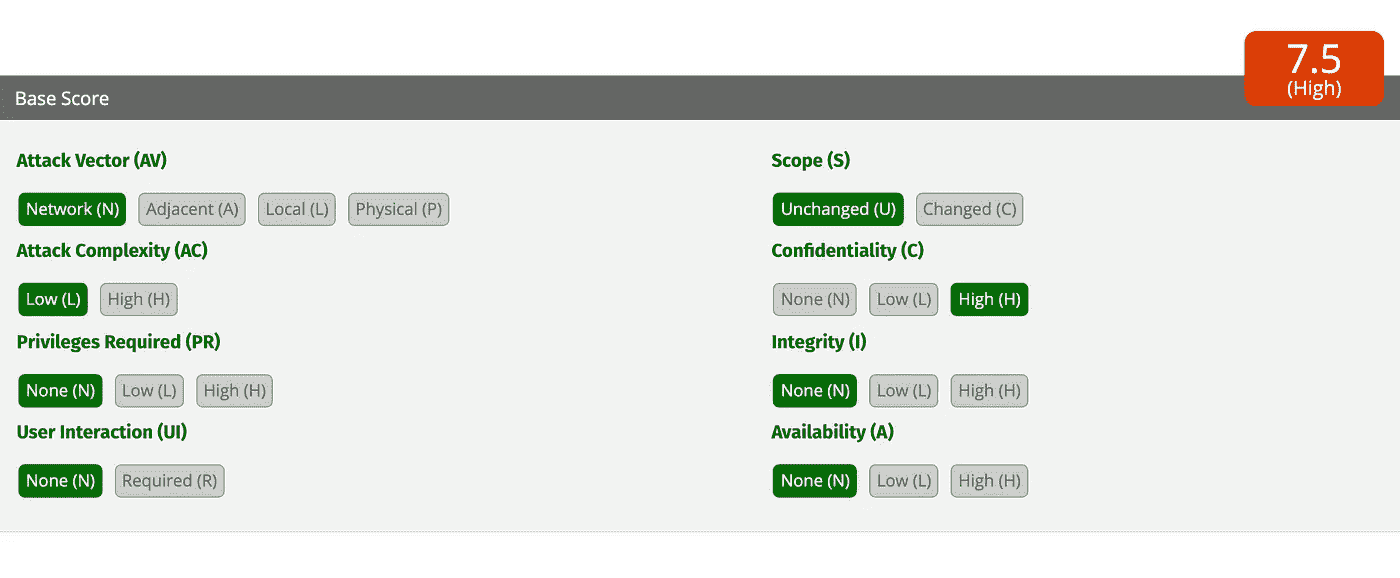 7.5
(High)
Base Score
Attack Vector (AV)
Network (N) Adjacent (A) Local (L) Physical (P)
Attack Complexity (AC)
Low (L) High (H)
Privileges Required (PR)
None (N) Low (L) High (H)
User Interaction (UI)
None (N) Required (R)
Scope (S)
Unchanged (U) Changed (C)
Confidentiality (C)
None (N) Low (L) High (H)
Integrity (I)
None (N) Low (L) High (H)
Availability (A)
None (N) Low (L) High (H)